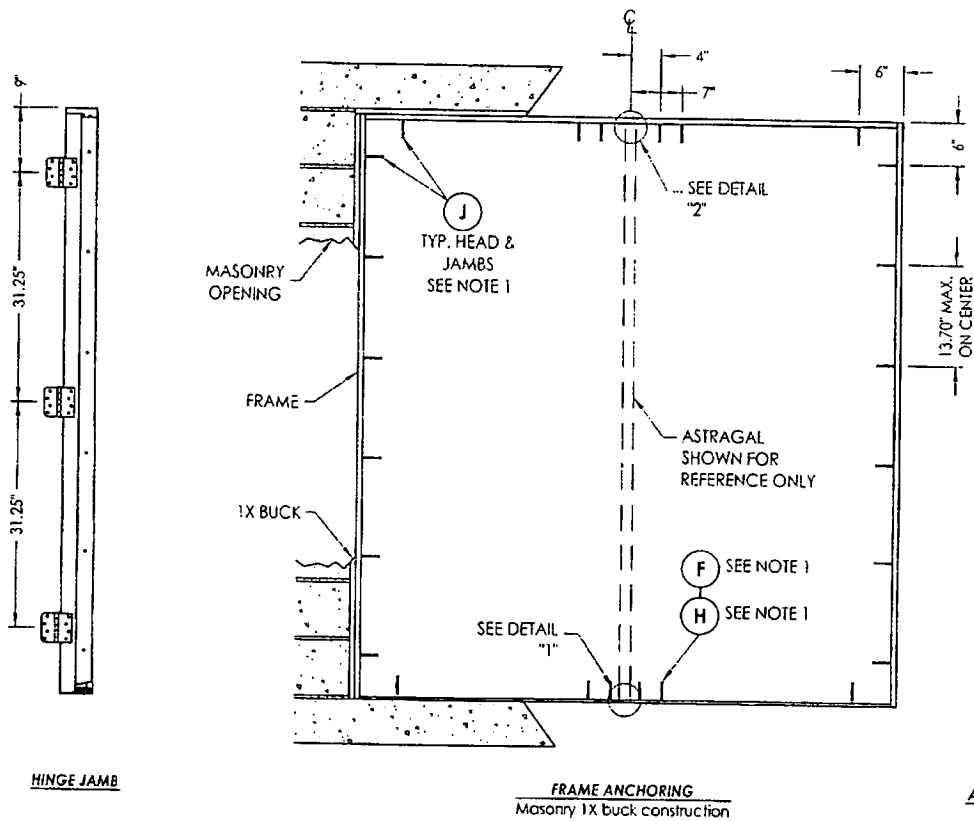 9"
31.25"
31.25"
HINGE JAMB
℄
4"
7"
6"
6"
13.70" MAX.
ON CENTER
... SEE DETAIL
"2"
J
TYP. HEAD &
JAMBS
SEE NOTE 1
MASONRY
OPENING
FRAME
ASTRAGAL
SHOWN FOR
REFERENCE ONLY
1X BUCK
F SEE NOTE 1
H SEE NOTE 1
SEE DETAIL
"1"
FRAME ANCHORING
Masonry 1X buck construction